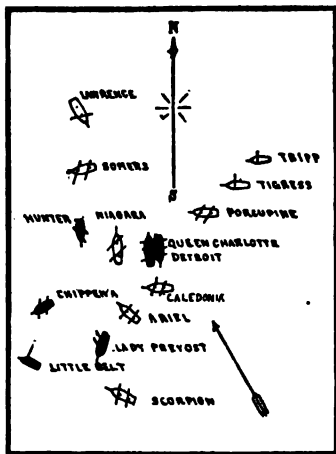 N
LAWRENCE
SOMERS
TRIPP
TIGRESS
S
PORCUPINE
HUNTER
NIAGARA
QUEEN CHARLOTTE
DETROIT
CHIPPEWA
CALEDONIA
ARIEL
LADY PREVOST
LITTLE BELT
SCORPION